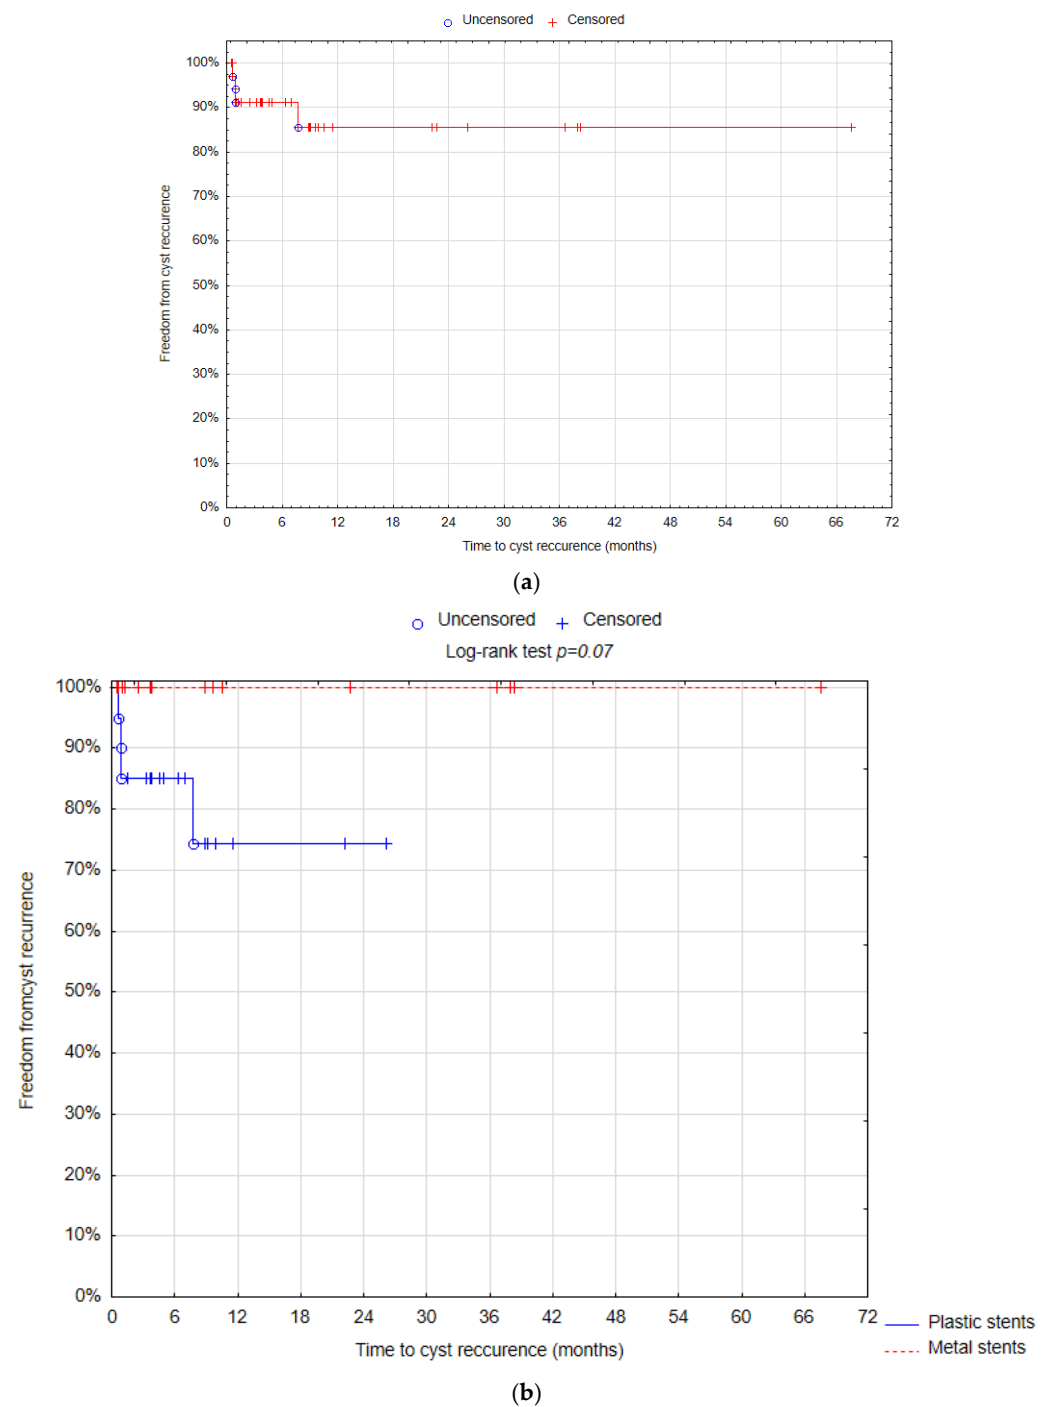 Uncensored Censored
100%
90%
80%
70%
60%
50%
40%
30%
20%
10%
0%
Freedom from cyst reccurence
0 6 12 18 24 30 36 42 48 54 60 66 72
Time to cyst reccurence (months)
(a)
Uncensored Censored
Log-rank test p=0.07
100%
90%
80%
70%
60%
50%
40%
30%
20%
10%
0%
Freedom fromcyst recurrence
0 6 12 18 24 30 36 42 48 54 60 66 72
Time to cyst reccurence (months)
Plastic stents
Metal stents
(b)